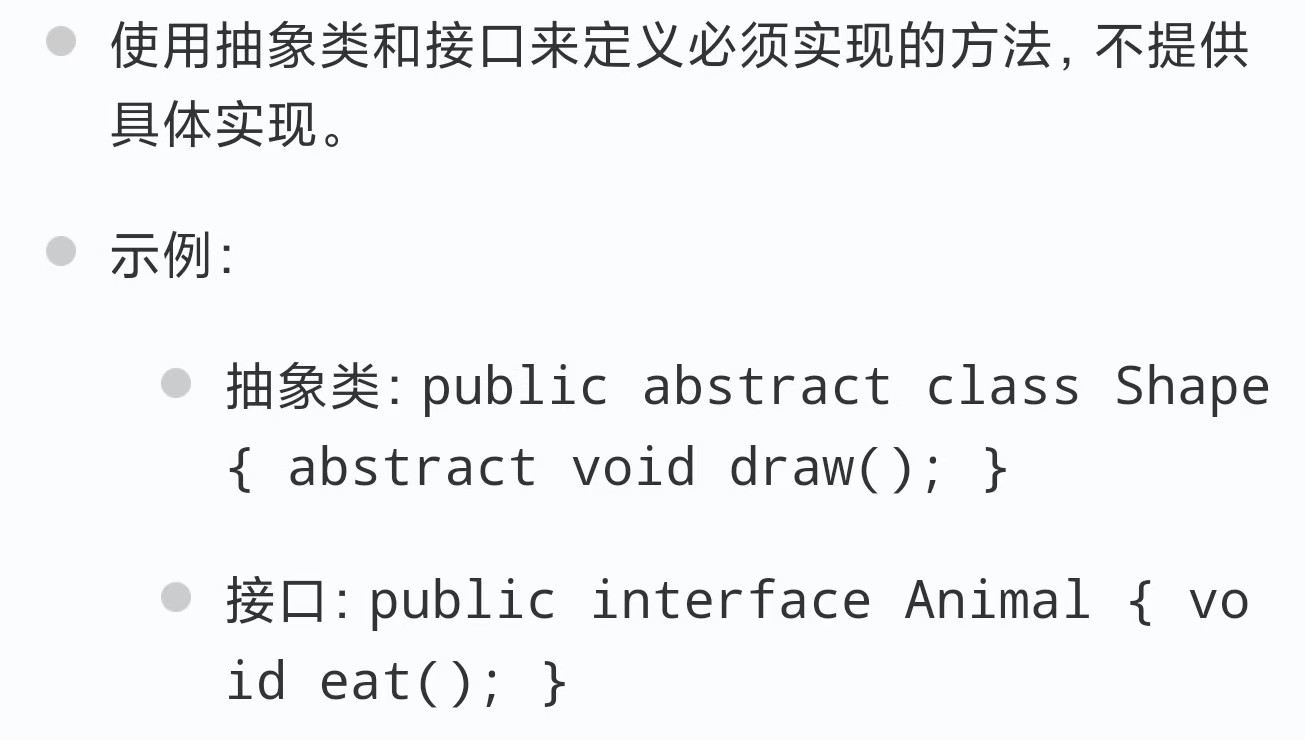 使用抽象类和接口来定义必须实现的方法，不提供
具体实现。
示例：
抽象类：public abstract class Shape
{ abstract void draw(); }
接口：public interface Animal { vo
id eat(); }